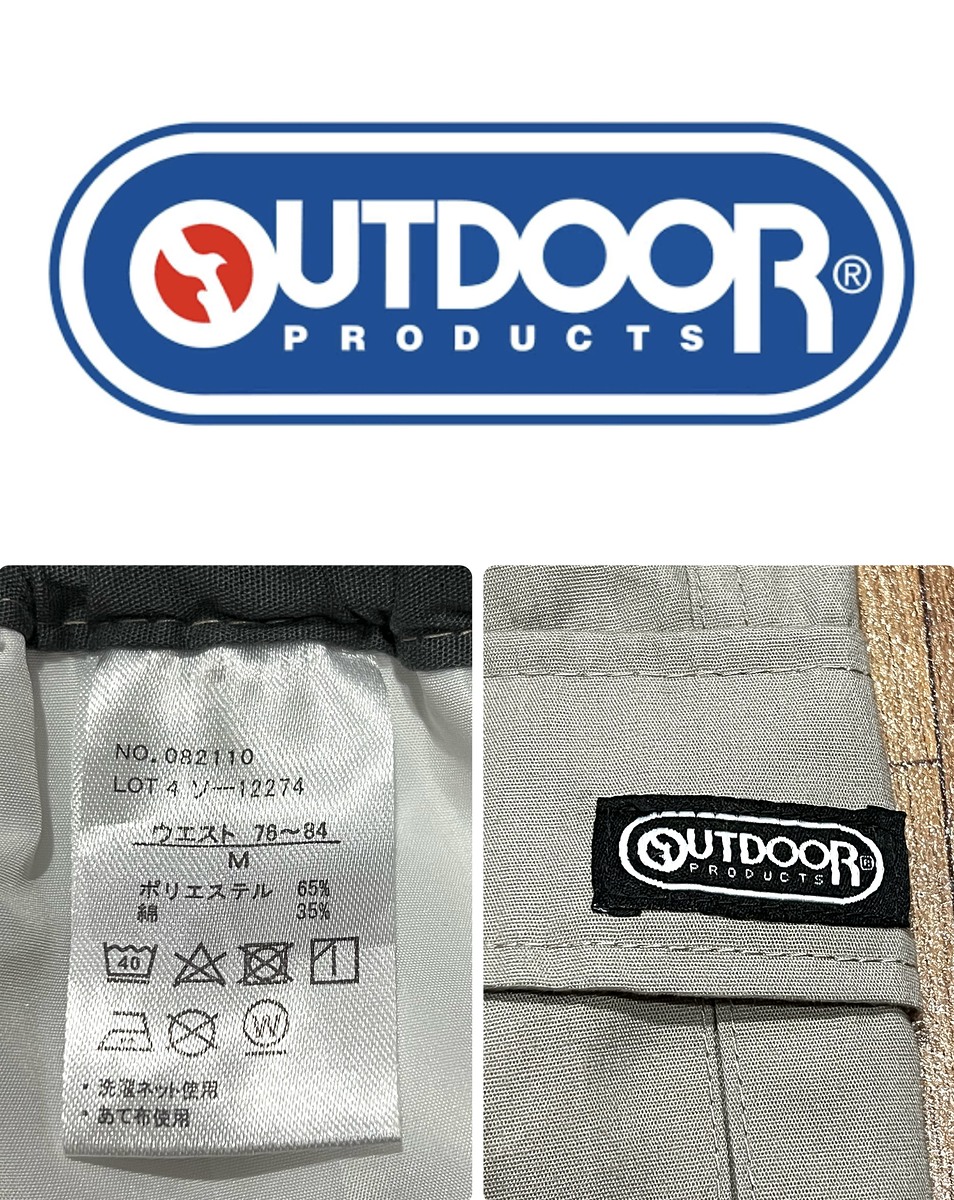 OUTDOOR®
PRODUCTS
NO.082110
LOT 4 ソ-12274
ウエスト 76～84
M
ポリエステル 65%
綿 35%
40
W
・洗濯ネット使用
・あて布使用
OUTDOOR®
PRODUCTS